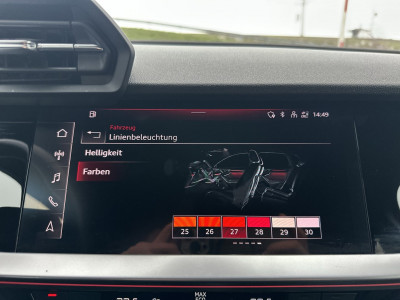 14:49
Fahrzeug
Linienbeleuchtung
Helligkeit
Farben
25 26 27 28 29 30
MAX